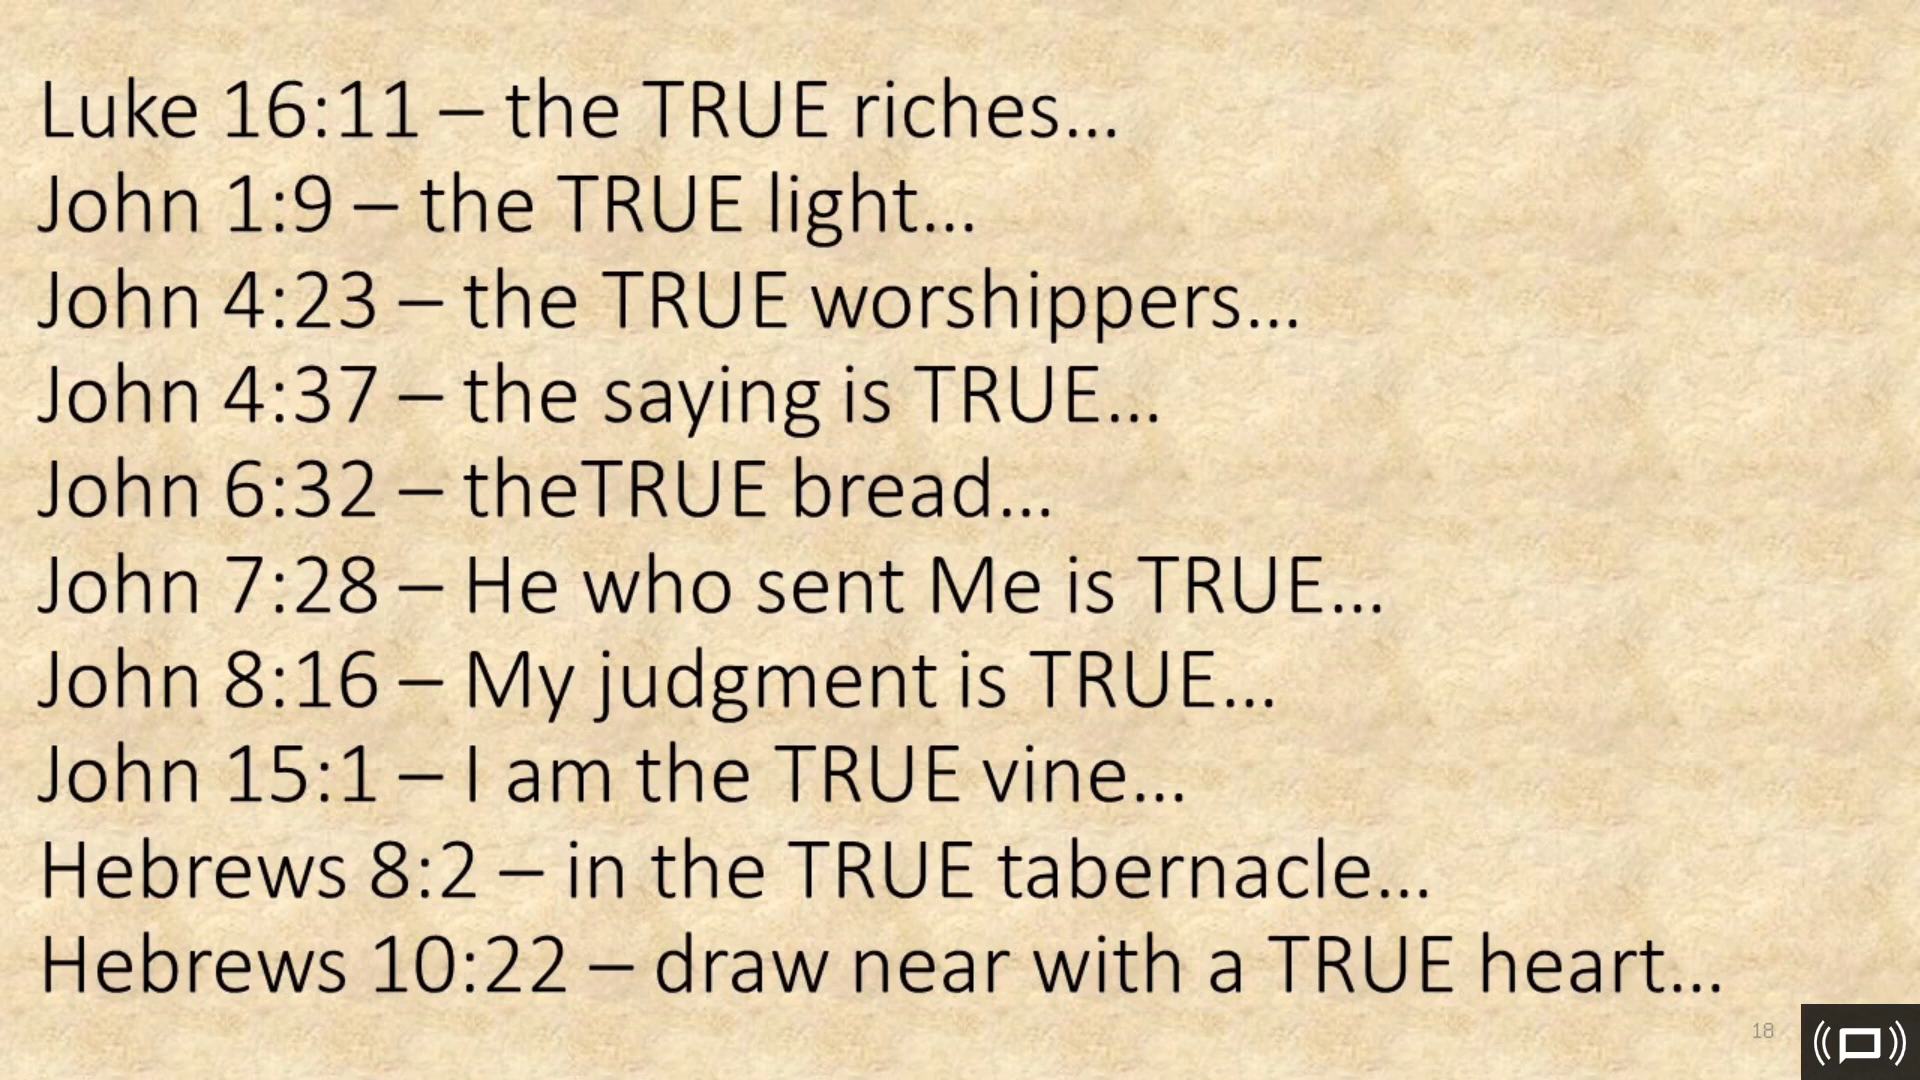 Luke 16:11 – the TRUE riches...
John 1:9 – the TRUE light...
John 4:23 – the TRUE worshippers...
John 4:37 – the saying is TRUE...
John 6:32 – theTRUE bread...
John 7:28 – He who sent Me is TRUE...
John 8:16 – My judgment is TRUE...
John 15:1 – I am the TRUE vine...
Hebrews 8:2 – in the TRUE tabernacle...
Hebrews 10:22 – draw near with a TRUE heart...
18